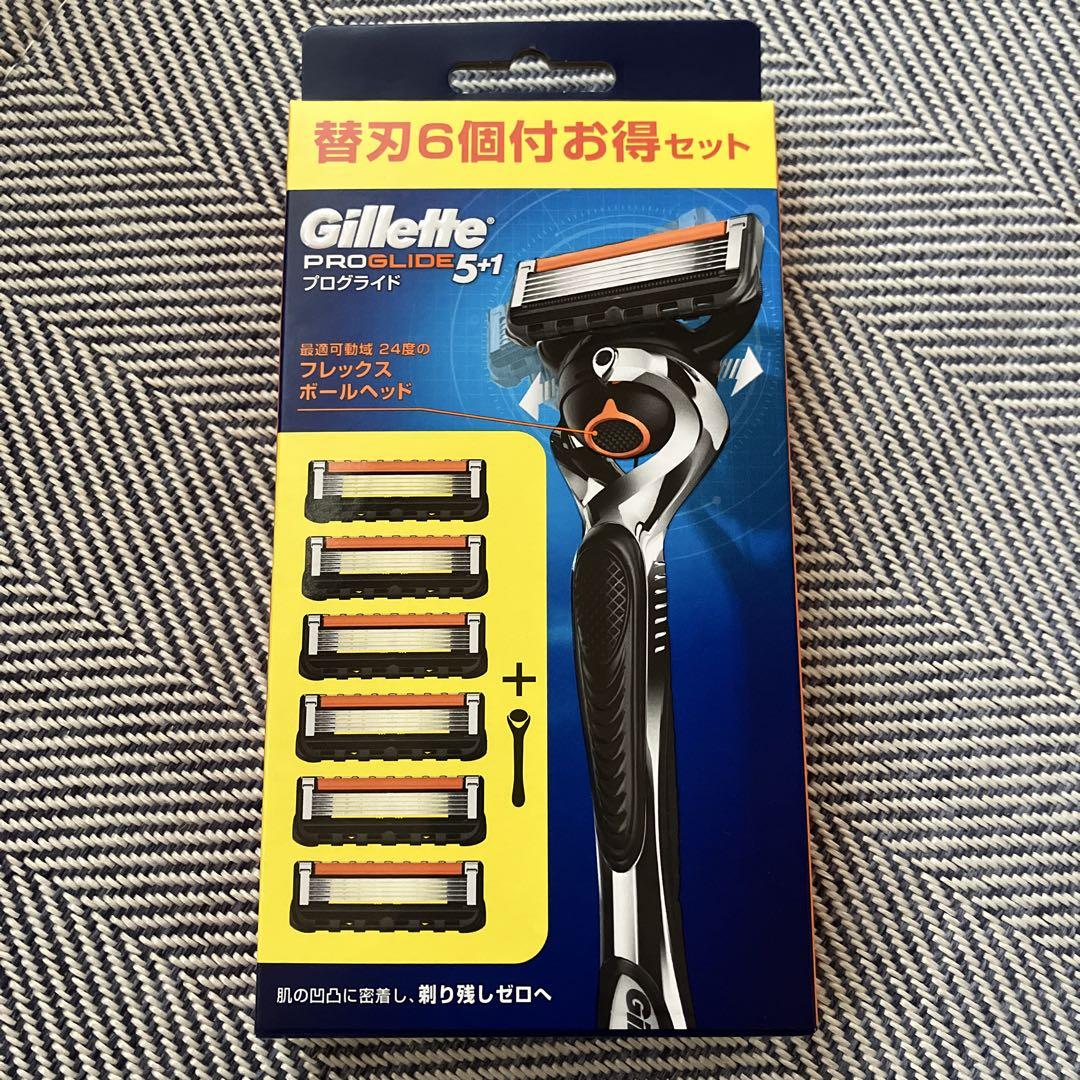 替刃6個付お得セット
Gillette®
PROGLIDE 5+1
プログライド
最適可動域 24度の
フレックス
ボールヘッド
+
肌の凹凸に密着し、剃り残しゼロへ